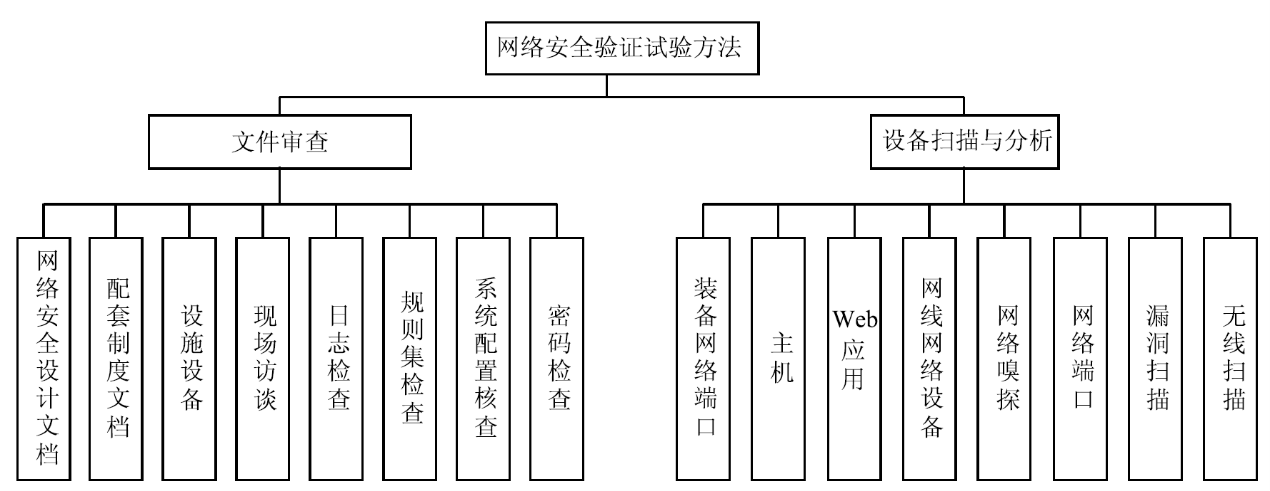 网络安全验证试验方法
文件审查
设备扫描与分析
网络安全设计文档
配套制度文档
设施设备
现场访谈
日志检查
规则集检查
系统配置核查
密码检查
装备网络端口
主机
Web应用
网线网络设备
网络嗅探
网络端口
漏洞扫描
无线扫描